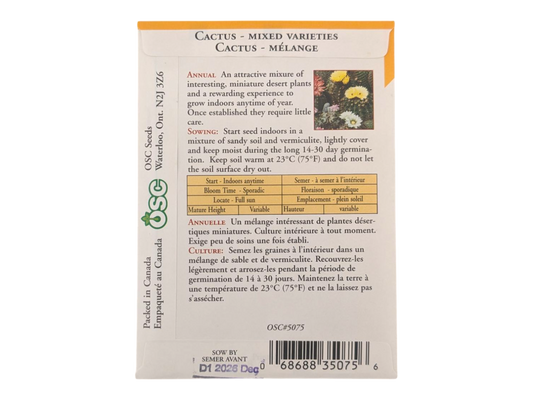 CACTUS - MIXED VARIETIES
CACTUS - MÉLANGE
ANNUAL An attractive mixture of
interesting, miniature desert plants
and a rewarding experience to
grow indoors anytime of year.
Once established they require little
care.
SOWING: Start seed indoors in a
mixture of sandy soil and vermiculite, lightly cover
and keep moist during the long 14-30 day germina-
tion. Keep soil warm at 23°C (75°F) and do not let
the soil surface dry out.
Start - Indoors anytime Semer - à semer à l'intérieur
Bloom Time - Sporadic Floraison - sporadique
Locate - Full sun Emplacement - plein soleil
Mature Height Variable Hauteur variable
ANNUELLE Un mélange intéressant de plantes déser-
tiques miniatures. Culture intérieure à tout moment.
Exige peu de soins une fois établi.
CULTURE: Semez les graines à l'intérieur dans un
mélange de sable et de vermiculite. Recouvrez-les
légèrement et arrosez-les pendant la période de
germination de 14 à 30 jours. Maintenez la terre à
une température de 23°C (75°F) et ne la laissez pas
s'assécher.
OSC#5075
SOW BY
SEMER AVANT
D1 2026 Dec
0 68688 35075 6
OSC Seeds
Waterloo, Ont. N2J 3Z6
OSC
Packed in Canada
Empaqueté au Canada